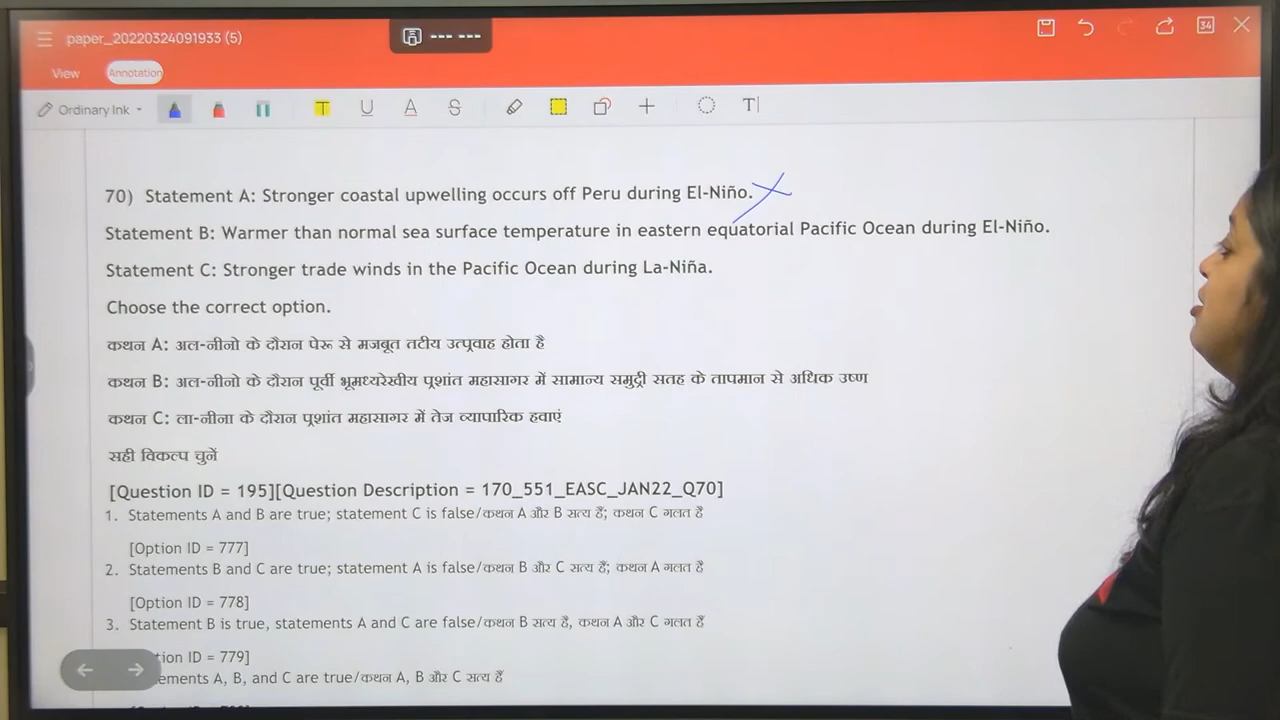 paper_20220324091933 (5)
--- ---
34
View
Annotation
Ordinary Ink
T U A S T
70) Statement A: Stronger coastal upwelling occurs off Peru during El-Niño.
Statement B: Warmer than normal sea surface temperature in eastern equatorial Pacific Ocean during El-Niño.
Statement C: Stronger trade winds in the Pacific Ocean during La-Niña.
Choose the correct option.
कथन A: अल-नीनो के दौरान पेरू से मजबूत तटीय उत्प्रवाह होता है
कथन B: अल-नीनो के दौरान पूर्वी भूमध्यरेखीय प्रशांत महासागर में सामान्य समुद्री सतह के तापमान से अधिक उष्ण
कथन C: ला-नीना के दौरान प्रशांत महासागर में तेज व्यापारिक हवाएं
सही विकल्प चुनें
[Question ID = 195][Question Description = 170_551_EASC_JAN22_Q70]
1. Statements A and B are true; statement C is false/कथन A और B सत्य हैं; कथन C गलत है
[Option ID = 777]
2. Statements B and C are true; statement A is false/कथन B और C सत्य हैं; कथन A गलत है
[Option ID = 778]
3. Statement B is true, statements A and C are false/कथन B सत्य है, कथन A और C गलत हैं
tion ID = 779]
ements A, B, and C are true/कथन A, B और C सत्य हैं